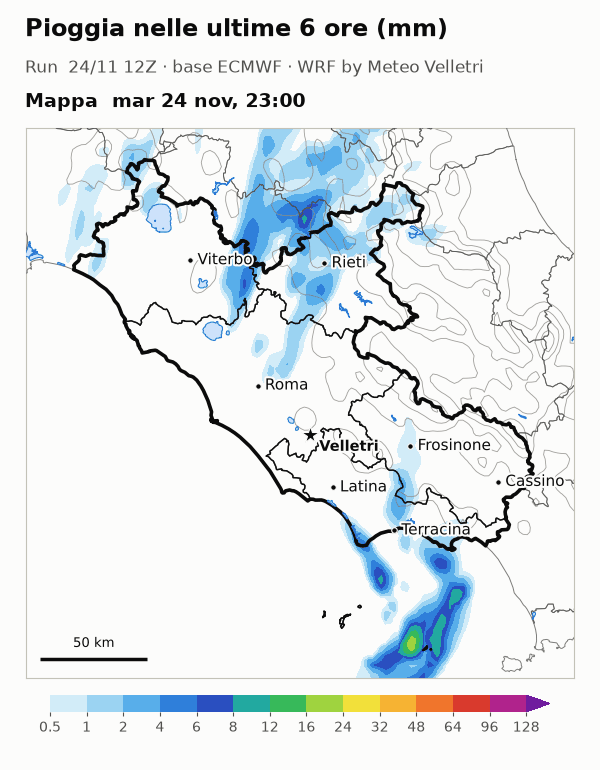 Pioggia nelle ultime 6 ore (mm)
Run  24/11 12Z · base ECMWF · WRF by Meteo Velletri
Mappa  mar 24 nov, 23:00
Viterbo
Rieti
Roma
Velletri
Frosinone
Cassino
Latina
Terracina
50 km
0.5 1 2 4 6 8 12 16 24 32 48 64 96 128